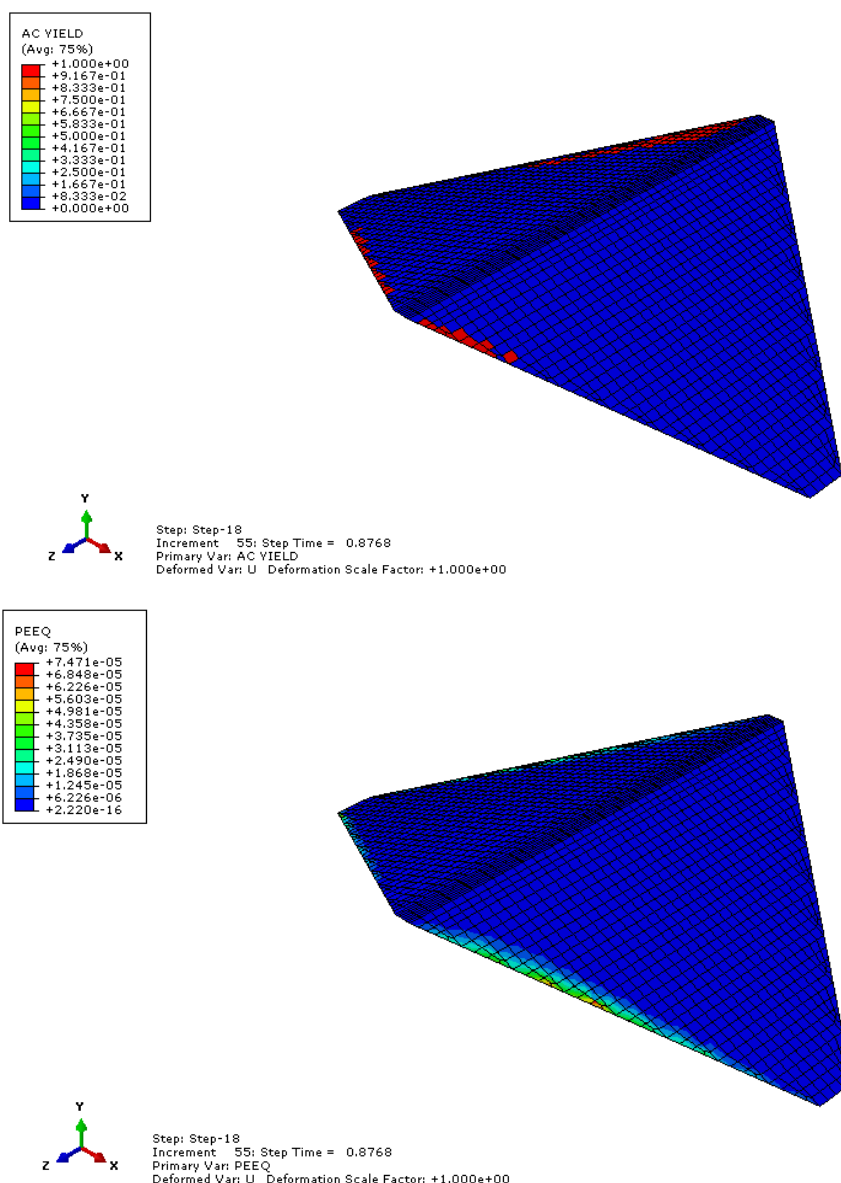 AC YIELD
(Avg: 75%)
+1.000e+00
+9.167e-01
+8.333e-01
+7.500e-01
+6.667e-01
+5.833e-01
+5.000e-01
+4.167e-01
+3.333e-01
+2.500e-01
+1.667e-01
+8.333e-02
+0.000e+00
Y
Z
X
Step: Step-18
Increment 55: Step Time = 0.8768
Primary Var: AC YIELD
Deformed Var: U Deformation Scale Factor: +1.000e+00
PEEQ
(Avg: 75%)
+7.471e-05
+6.848e-05
+6.226e-05
+5.603e-05
+4.981e-05
+4.358e-05
+3.735e-05
+3.113e-05
+2.490e-05
+1.868e-05
+1.245e-05
+6.226e-06
+2.220e-16
Y
Z
X
Step: Step-18
Increment 55: Step Time = 0.8768
Primary Var: PEEQ
Deformed Var: U Deformation Scale Factor: +1.000e+00